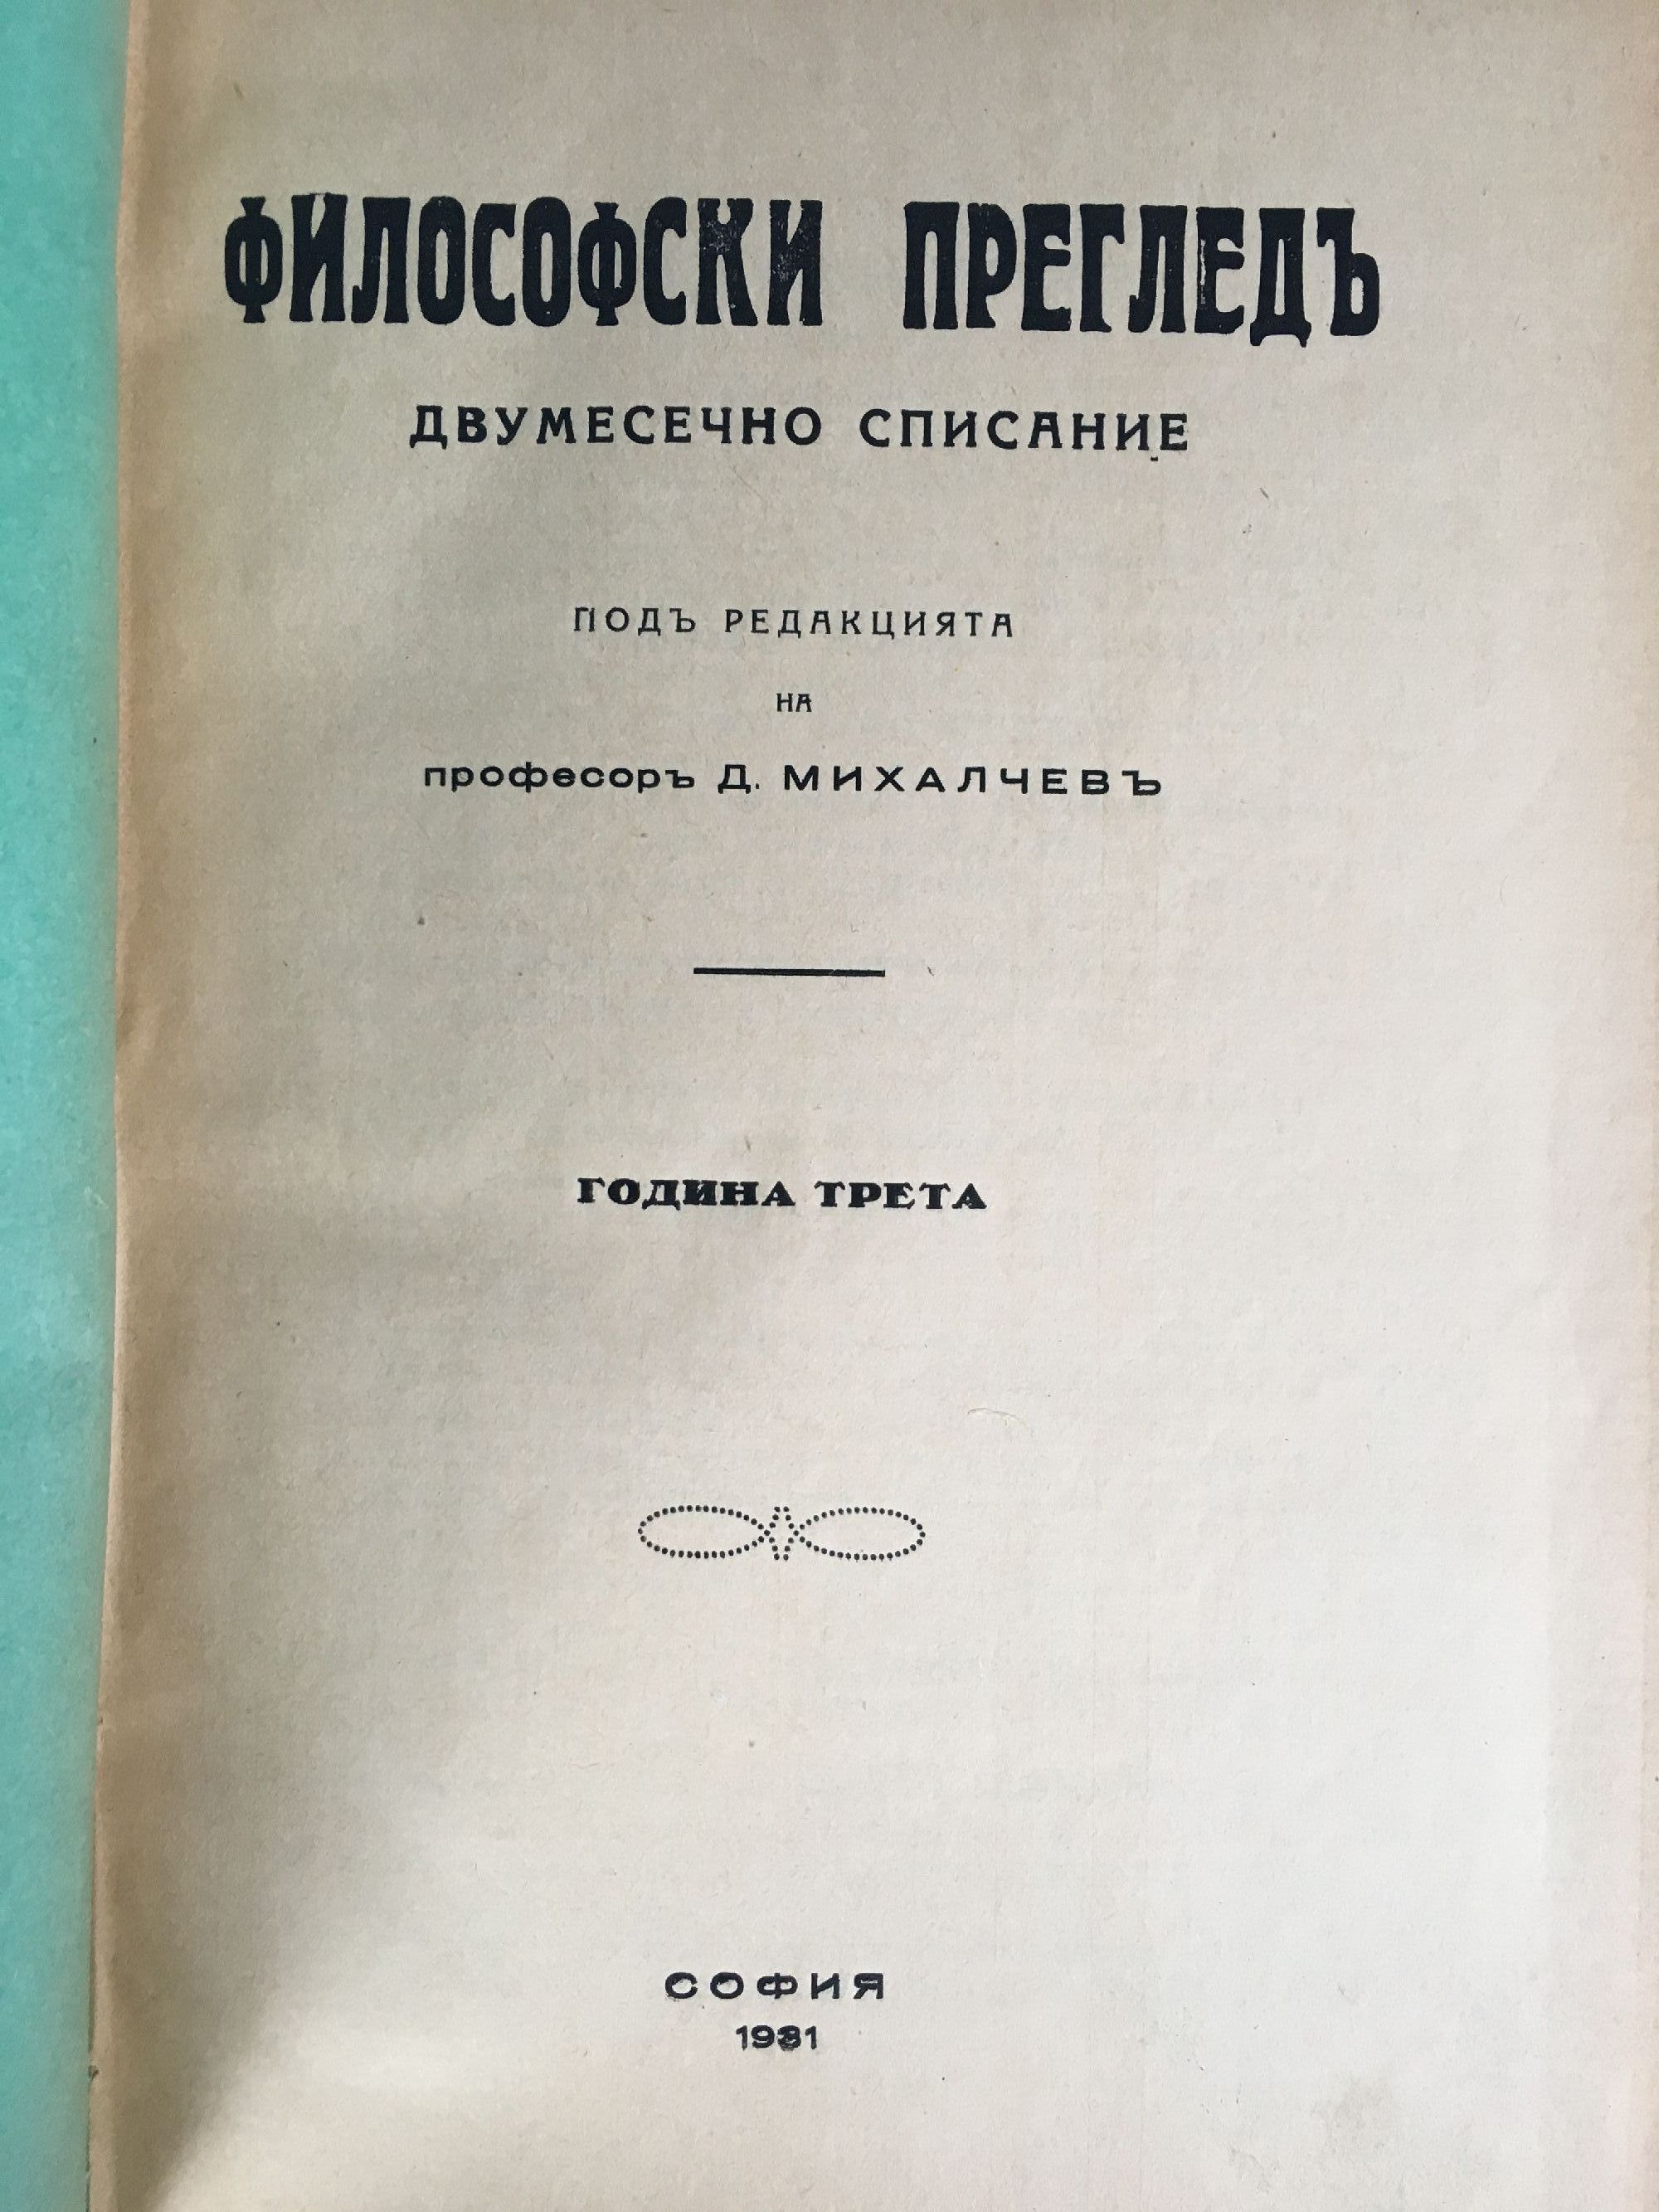 ФИЛОСОФСКИ ПРЕГЛЕДЪ
ДВУМЕСЕЧНО СПИСАНИЕ
ПОДЪ РЕДАКЦИЯТА
НА
професоръ Д. МИХАЛЧЕВЪ
ГОДИНА ТРЕТА
СОФИЯ
1931